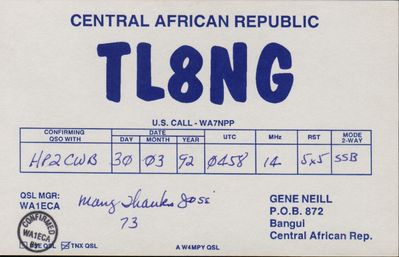 CENTRAL AFRICAN REPUBLIC
TL8NG
U.S. CALL - WA7NPP
CONFIRMING QSO WITH DATE DAY MONTH YEAR UTC MHz RST MODE 2-WAY
HP2CWB 30 03 92 0458 14 5x5 SSB
QSL MGR:
WA1ECA
Many Thanks José
73
GENE NEILL
P.O.B. 872
Bangui
Central African Rep.
CONFIRMED
WA1ECA
QSL TNX QSL
A W4MPY QSL